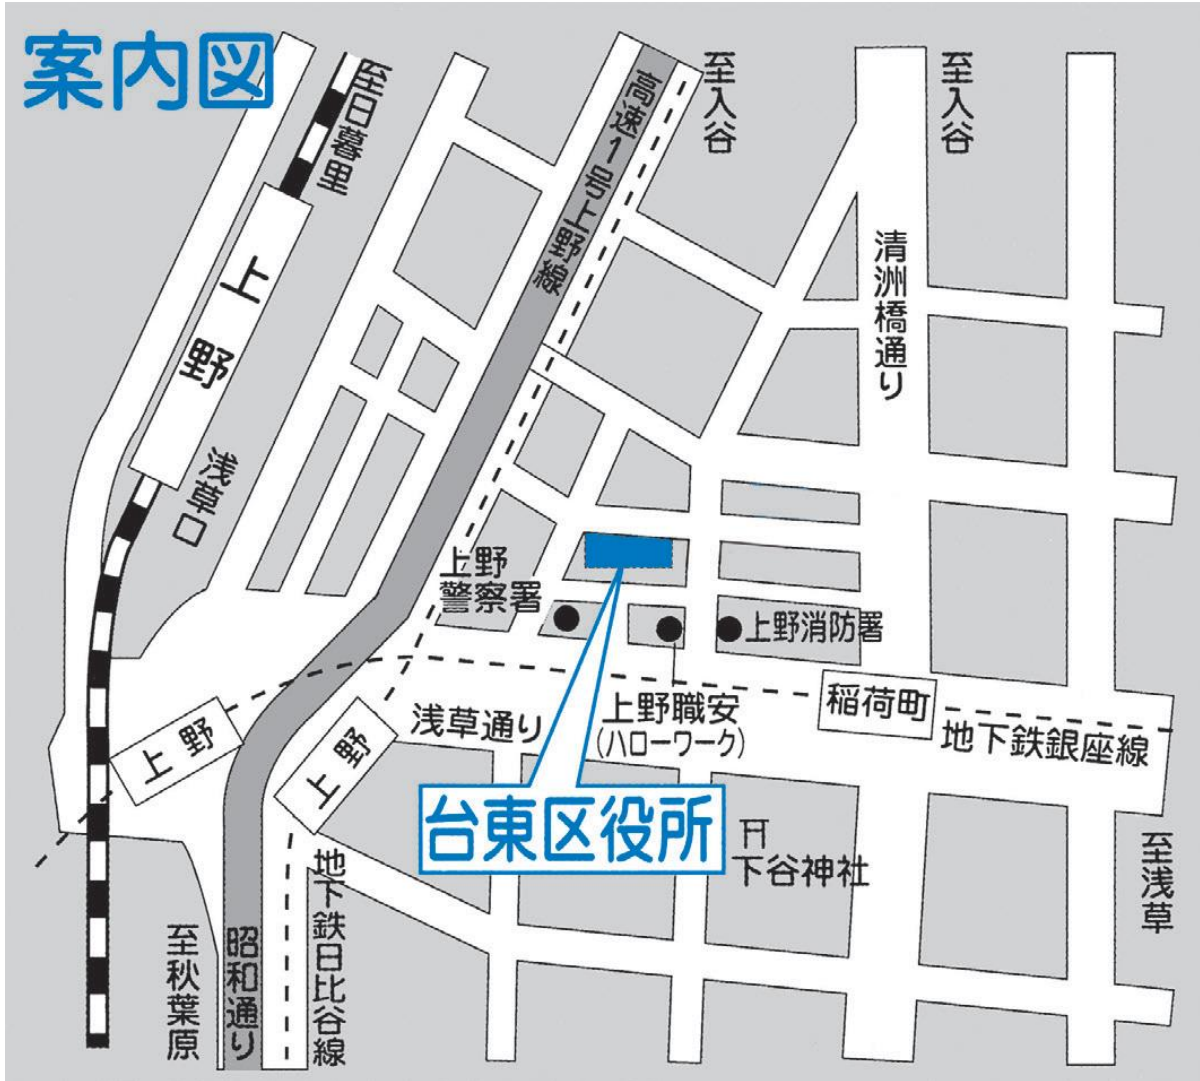 案内図
至日暮里
高速1号上野線
至入谷
至入谷
清洲橋通り
上野
浅草口
上野
警察署
上野消防署
上野職安
(ハローワーク)
浅草通り
稲荷町
地下鉄銀座線
上野
上野
台東区役所
下谷神社
至浅草
地下鉄日比谷線
昭和通り
至秋葉原